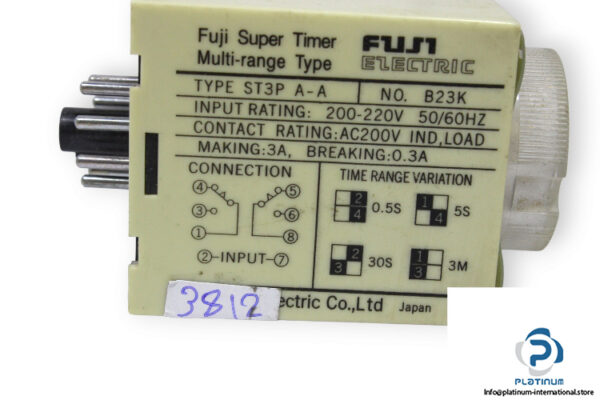 Fuji Super Timer
Multi-range Type
FUJI
ELECTRIC
TYPE ST3P A-A
NO. B23K
INPUT RATING: 200-220V 50/60HZ
CONTACT RATING:AC200V IND,LOAD
MAKING:3A, BREAKING:0.3A
CONNECTION
4 5
3 6
1 8
2 -INPUT- 7
TIME RANGE VARIATION
2 4 0.5S
1 4 5S
2 3 30S
1 3 3M
3812
ectric Co.,Ltd Japan
PLATINUM
Info@platinum-international.store